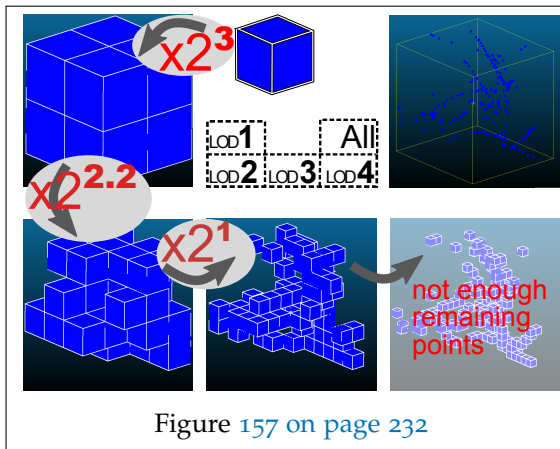 x2³
LOD1 All
LOD2 LOD3 LOD4
x2²·²
x2¹
not enough
remaining
points
Figure 157 on page 232